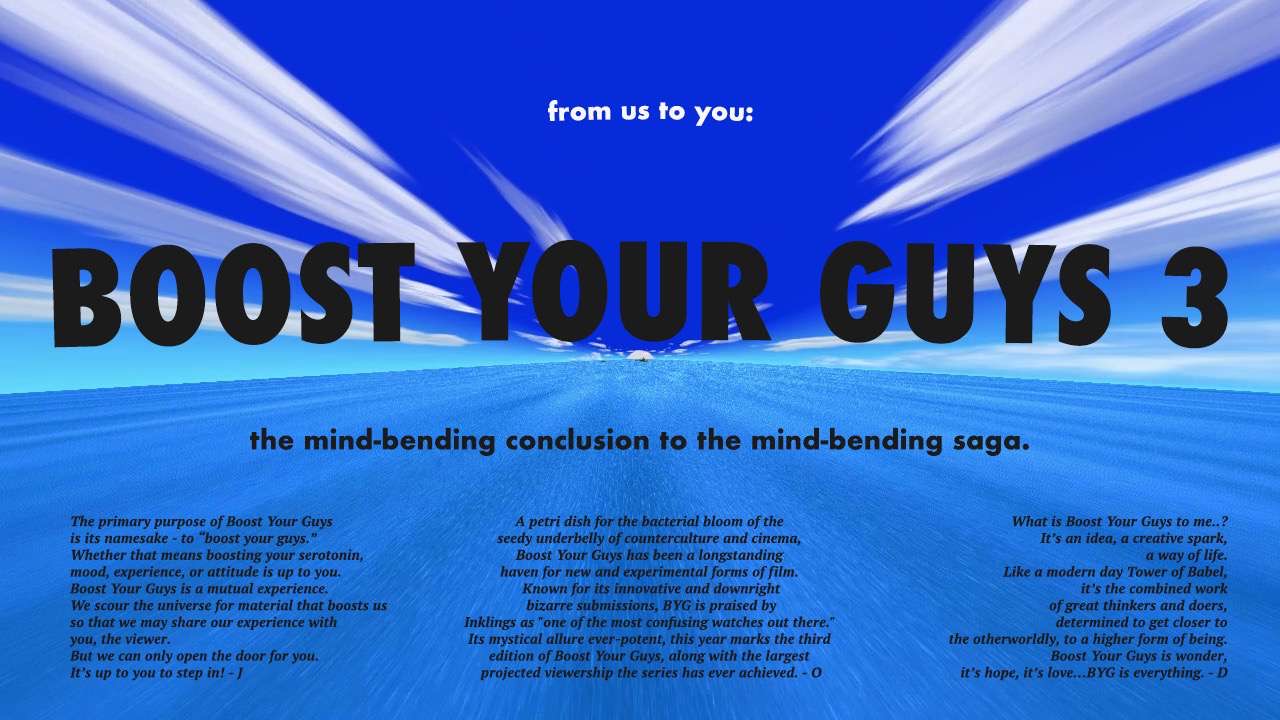 from us to you:
BOOST YOUR GUYS 3
the mind-bending conclusion to the mind-bending saga.
The primary purpose of Boost Your Guys
is its namesake - to “boost your guys.”
Whether that means boosting your serotonin,
mood, experience, or attitude is up to you.
Boost Your Guys is a mutual experience.
We scour the universe for material that boosts us
so that we may share our experience with
you, the viewer.
But we can only open the door for you.
It's up to you to step in! - J
A petri dish for the bacterial bloom of the
seedy underbelly of counterculture and cinema,
Boost Your Guys has been a longstanding
haven for new and experimental forms of film.
Known for its innovative and downright
bizarre submissions, BYG is praised by
Inklings as "one of the most confusing watches out there."
Its mystical allure ever-potent, this year marks the third
edition of Boost Your Guys, along with the largest
projected viewership the series has ever achieved. - O
What is Boost Your Guys to me..?
It's an idea, a creative spark,
a way of life.
Like a modern day Tower of Babel,
it's the combined work
of great thinkers and doers,
determined to get closer to
the otherworldly, to a higher form of being.
Boost Your Guys is wonder,
it's hope, it's love...BYG is everything. - D